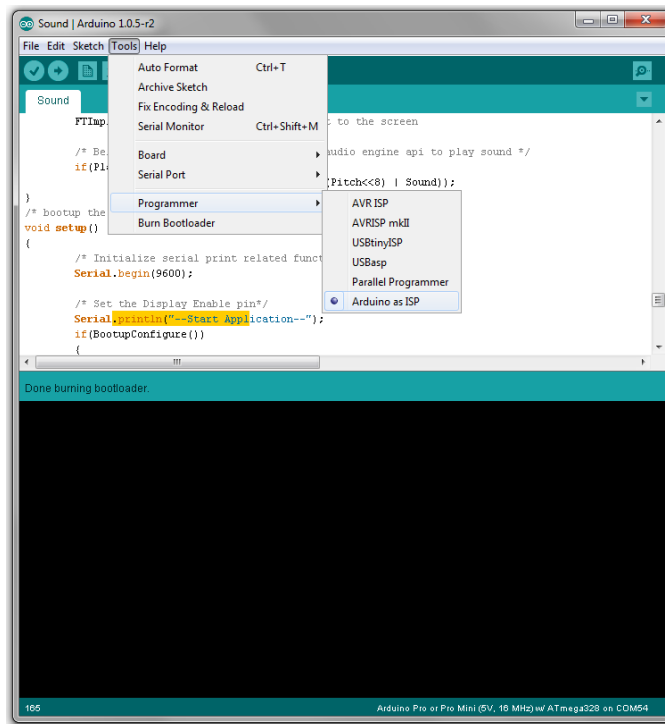 Sound | Arduino 1.0.5-r2
File Edit Sketch Tools Help
Auto Format Ctrl+T
Archive Sketch
Fix Encoding & Reload
Serial Monitor Ctrl+Shift+M
Board
Serial Port
Programmer
Burn Bootloader
AVR ISP
AVRISP mkII
USBtinyISP
USBasp
Parallel Programmer
Arduino as ISP
Sound
FTImp. t to the screen
/* Be udio engine api to play sound */
if(Pla
(Pitch<<8) | Sound));
}
/* bootup the
void setup()
{
/* Initialize serial print related funct
Serial.begin(9600);
/* Set the Display Enable pin*/
Serial.println("--Start Application--");
if(BootupConfigure())
{
Done burning bootloader.
165
Arduino Pro or Pro Mini (5V, 16 MHz) w/ ATmega328 on COM54